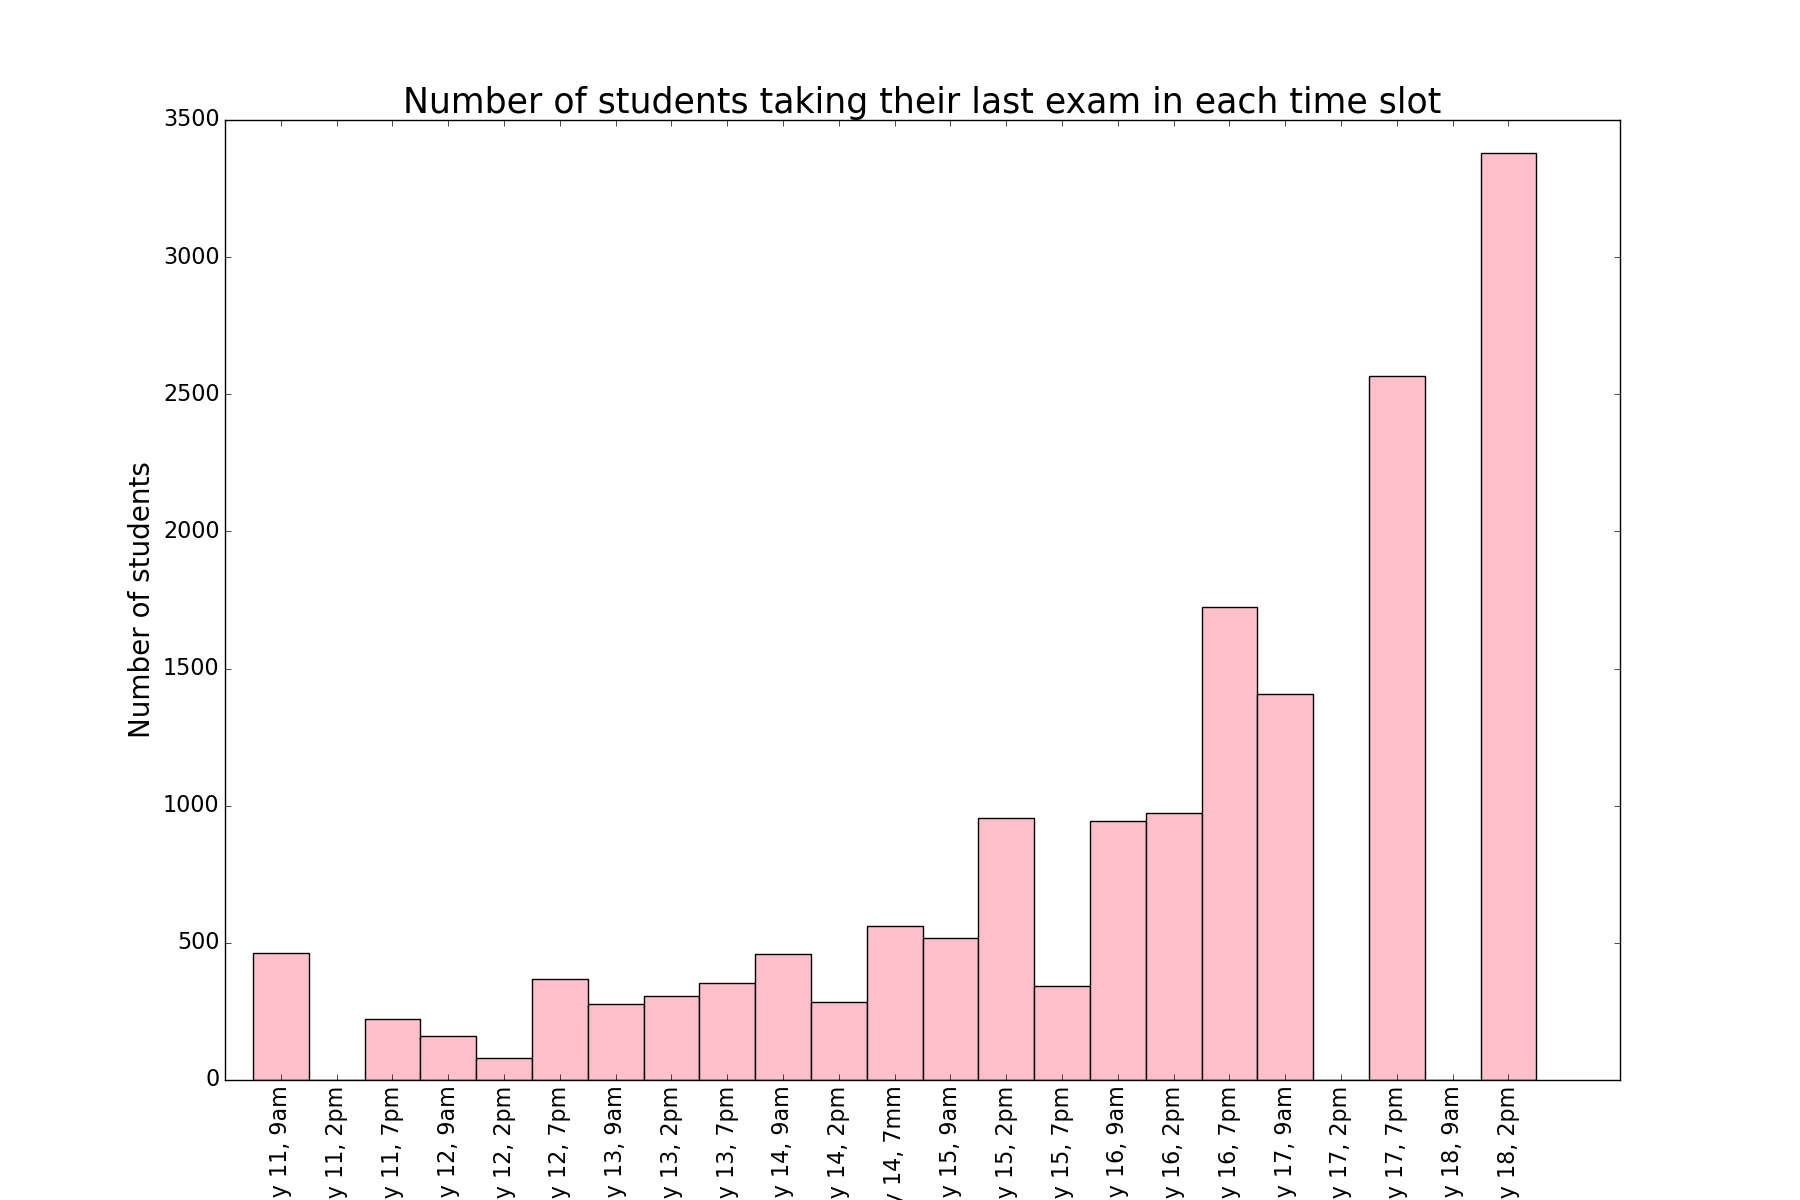 Number of students taking their last exam in each time slot
Number of students
3500
3000
2500
2000
1500
1000
500
0
y 11, 9am
y 11, 2pm
y 11, 7pm
y 12, 9am
y 12, 2pm
y 12, 7pm
y 13, 9am
y 13, 2pm
y 13, 7pm
y 14, 9am
y 14, 2pm
y 14, 7mm
y 15, 9am
y 15, 2pm
y 15, 7pm
y 16, 9am
y 16, 2pm
y 16, 7pm
y 17, 9am
y 17, 2pm
y 17, 7pm
y 18, 9am
y 18, 2pm